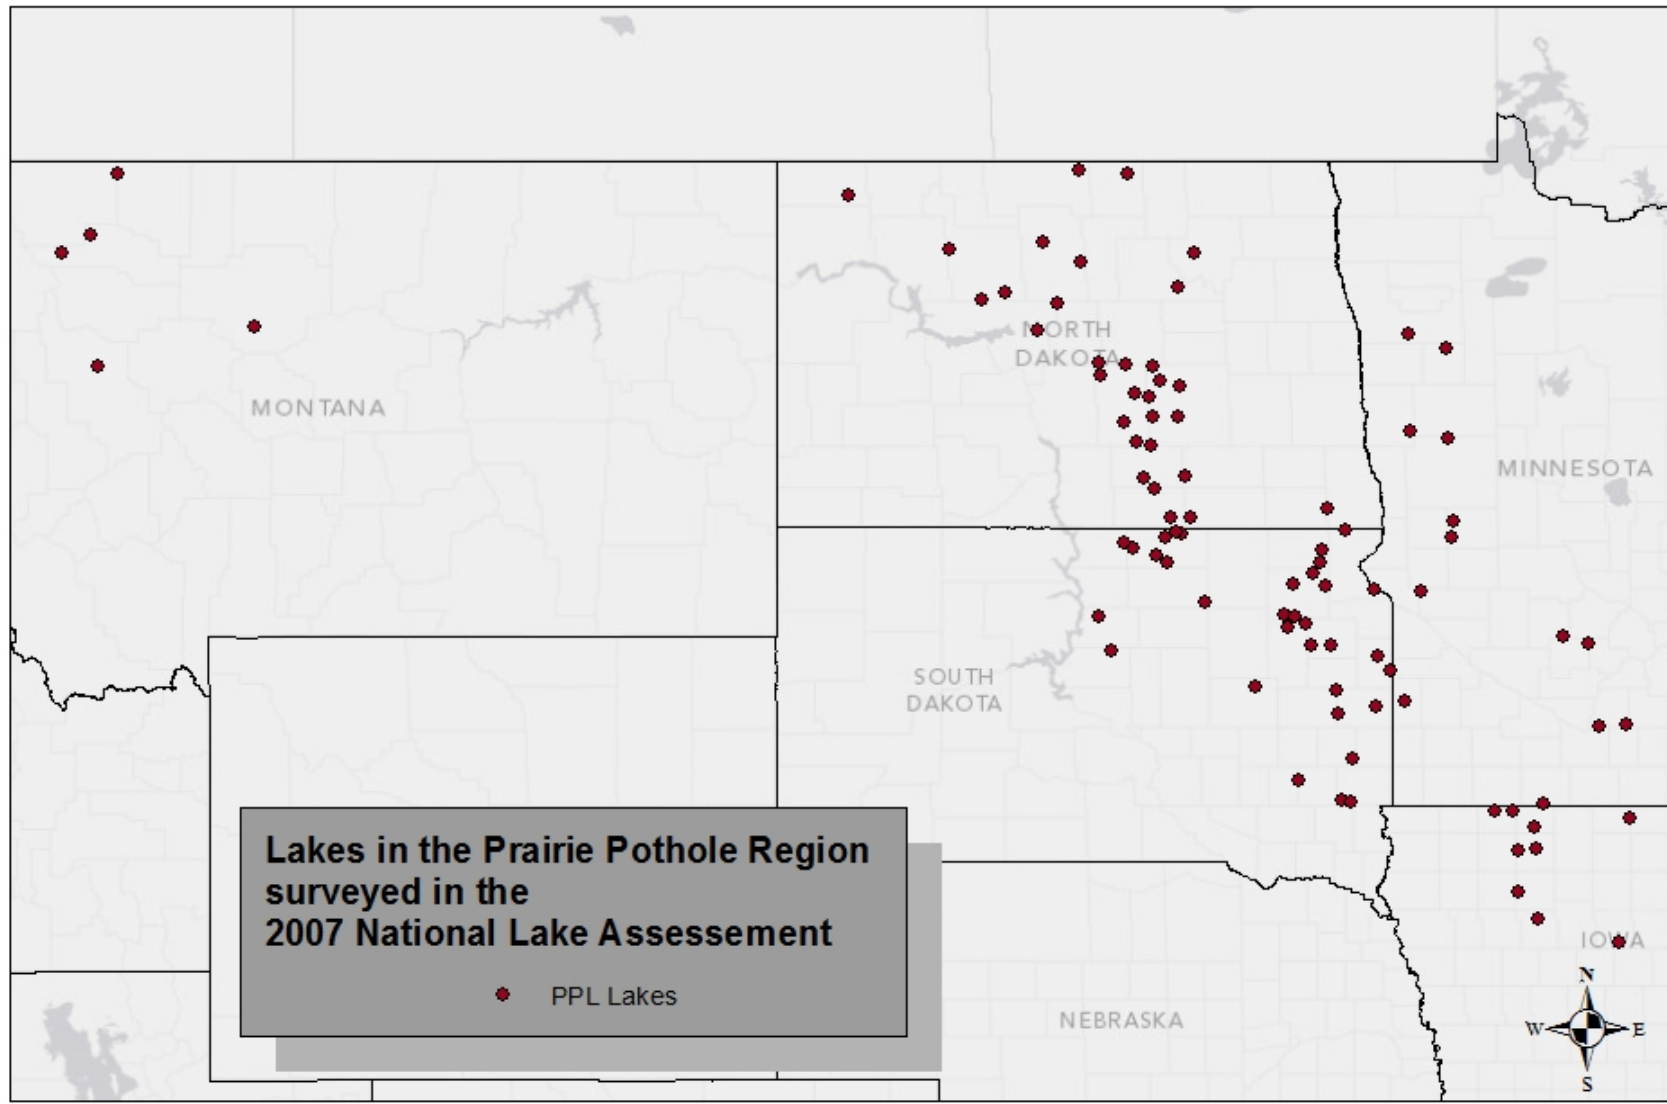 NORTH
DAKOTA
MONTANA
MINNESOTA
SOUTH
DAKOTA
Lakes in the Prairie Pothole Region
surveyed in the
2007 National Lake Assessement
PPL Lakes
IOWA
NEBRASKA
N
W E
S